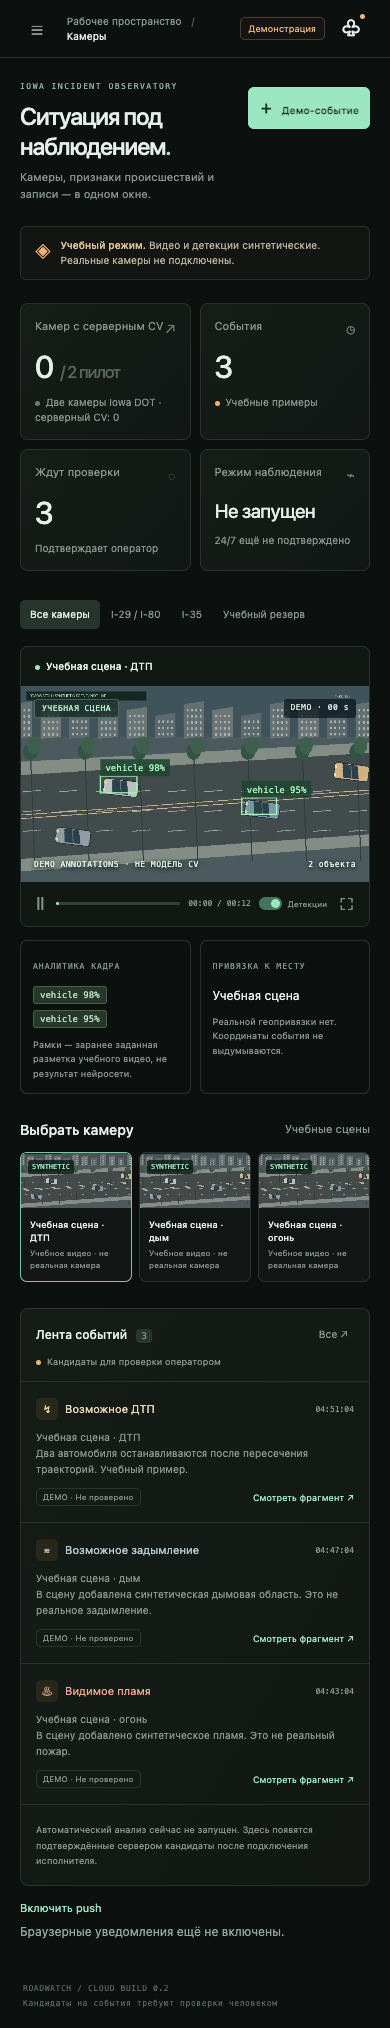 Рабочее пространство /
Камеры
Демонстрация
IOWA INCIDENT OBSERVATORY
Ситуация под
наблюдением.
+ Демо-событие
Камеры, признаки происшествий и
записи — в одном окне.
Учебный режим. Видео и детекции синтетические.
Реальные камеры не подключены.
Камер с серверным CV ↗
0 / 2 пилот
Две камеры Iowa DOT ·
серверный CV: 0
События
3
Учебные примеры
Ждут проверки
3
Подтверждает оператор
Режим наблюдения
Не запущен
24/7 ещё не подтверждено
Все камеры
I-29 / I-80
I-35
Учебный резерв
Учебная сцена · ДТП
УЧЕБНАЯ СЦЕНА
DEMO · 00 s
vehicle 98%
vehicle 95%
DEMO ANNOTATIONS · НЕ МОДЕЛЬ CV
2 объекта
00:00 / 00:12
Детекции
АНАЛИТИКА КАДРА
vehicle 98%
vehicle 95%
Рамки — заранее заданная
разметка учебного видео, не
результат нейросети.
ПРИВЯЗКА К МЕСТУ
Учебная сцена
Реальной геопривязки нет.
Координаты события не
выдумываются.
Выбрать камеру
Учебные сцены
SYNTHETIC
Учебная сцена ·
ДТП
Учебное видео · не
реальная камера
SYNTHETIC
Учебная сцена ·
дым
Учебное видео · не
реальная камера
SYNTHETIC
Учебная сцена ·
огонь
Учебное видео · не
реальная камера
Лента событий 3
Все ↗
Кандидаты для проверки оператором
Возможное ДТП
04:51:04
Учебная сцена · ДТП
Два автомобиля останавливаются после пересечения
траекторий. Учебный пример.
ДЕМО · Не проверено
Смотреть фрагмент ↗
Возможное задымление
04:47:04
Учебная сцена · дым
В сцену добавлена синтетическая дымовая область. Это не
реальное задымление.
ДЕМО · Не проверено
Смотреть фрагмент ↗
Видимое пламя
04:43:04
Учебная сцена · огонь
В сцену добавлено синтетическое пламя. Это не реальный
пожар.
ДЕМО · Не проверено
Смотреть фрагмент ↗
Автоматический анализ сейчас не запущен. Здесь появятся
подтверждённые сервером кандидаты после подключения
исполнителя.
Включить push
Браузерные уведомления ещё не включены.
ROADWATCH / CLOUD BUILD 0.2
Кандидаты на события требуют проверки человеком